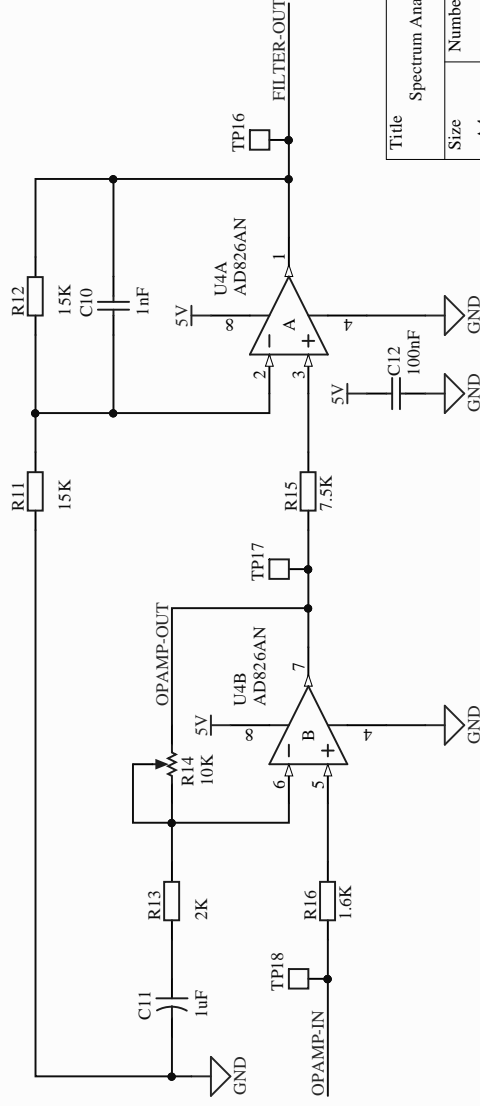 FILTER-OUT
TP16
R12
15K
C10
1nF
U4A
AD826AN
5V
8
1
A
2
3
4
GND
5V
C12
100nF
GND
R11
15K
R15
7.5K
TP17
OPAMP-OUT
U4B
AD826AN
5V
8
7
B
6
5
4
GND
R14
10K
R13
2K
R16
1.6K
C11
1uF
TP18
GND
OPAMP-IN
Title
Spectrum Ana
Size
Numbe